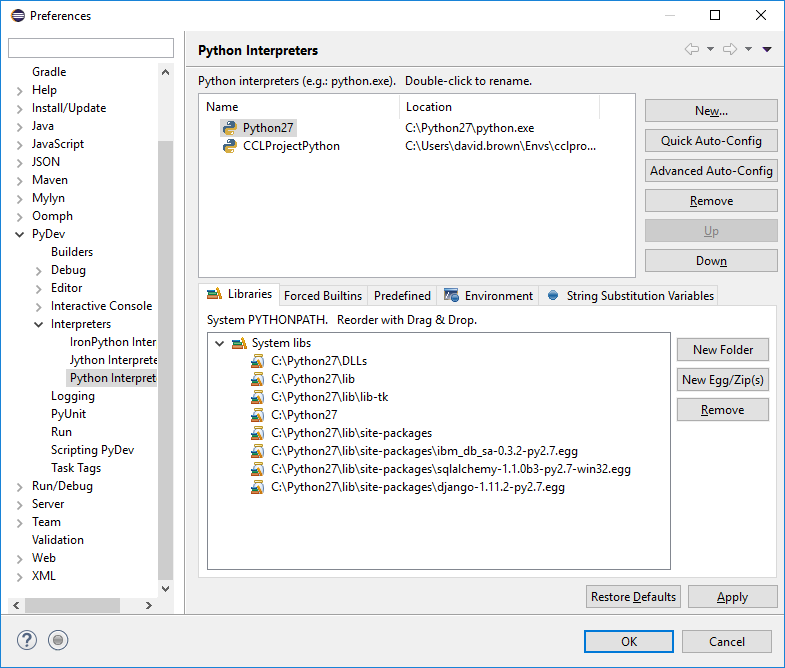 Preferences
Gradle
Help
Install/Update
Java
JavaScript
JSON
Maven
Mylyn
Oomph
PyDev
Builders
Debug
Editor
Interactive Console
Interpreters
IronPython Inter
Jython Interprete
Python Interpret
Logging
PyUnit
Run
Scripting PyDev
Task Tags
Run/Debug
Server
Team
Validation
Web
XML
Python Interpreters
Python interpreters (e.g.: python.exe).   Double-click to rename.
Name Location
Python27 C:\Python27\python.exe
CCLProjectPython C:\Users\david.brown\Envs\cclpro...
New...
Quick Auto-Config
Advanced Auto-Config
Remove
Up
Down
Libraries Forced Builtins Predefined Environment String Substitution Variables
System PYTHONPATH.   Reorder with Drag & Drop.
System libs
C:\Python27\DLLs
C:\Python27\lib
C:\Python27\lib\lib-tk
C:\Python27
C:\Python27\lib\site-packages
C:\Python27\lib\site-packages\ibm_db_sa-0.3.2-py2.7.egg
C:\Python27\lib\site-packages\sqlalchemy-1.1.0b3-py2.7-win32.egg
C:\Python27\lib\site-packages\django-1.11.2-py2.7.egg
New Folder
New Egg/Zip(s)
Remove
Restore Defaults Apply
? OK Cancel